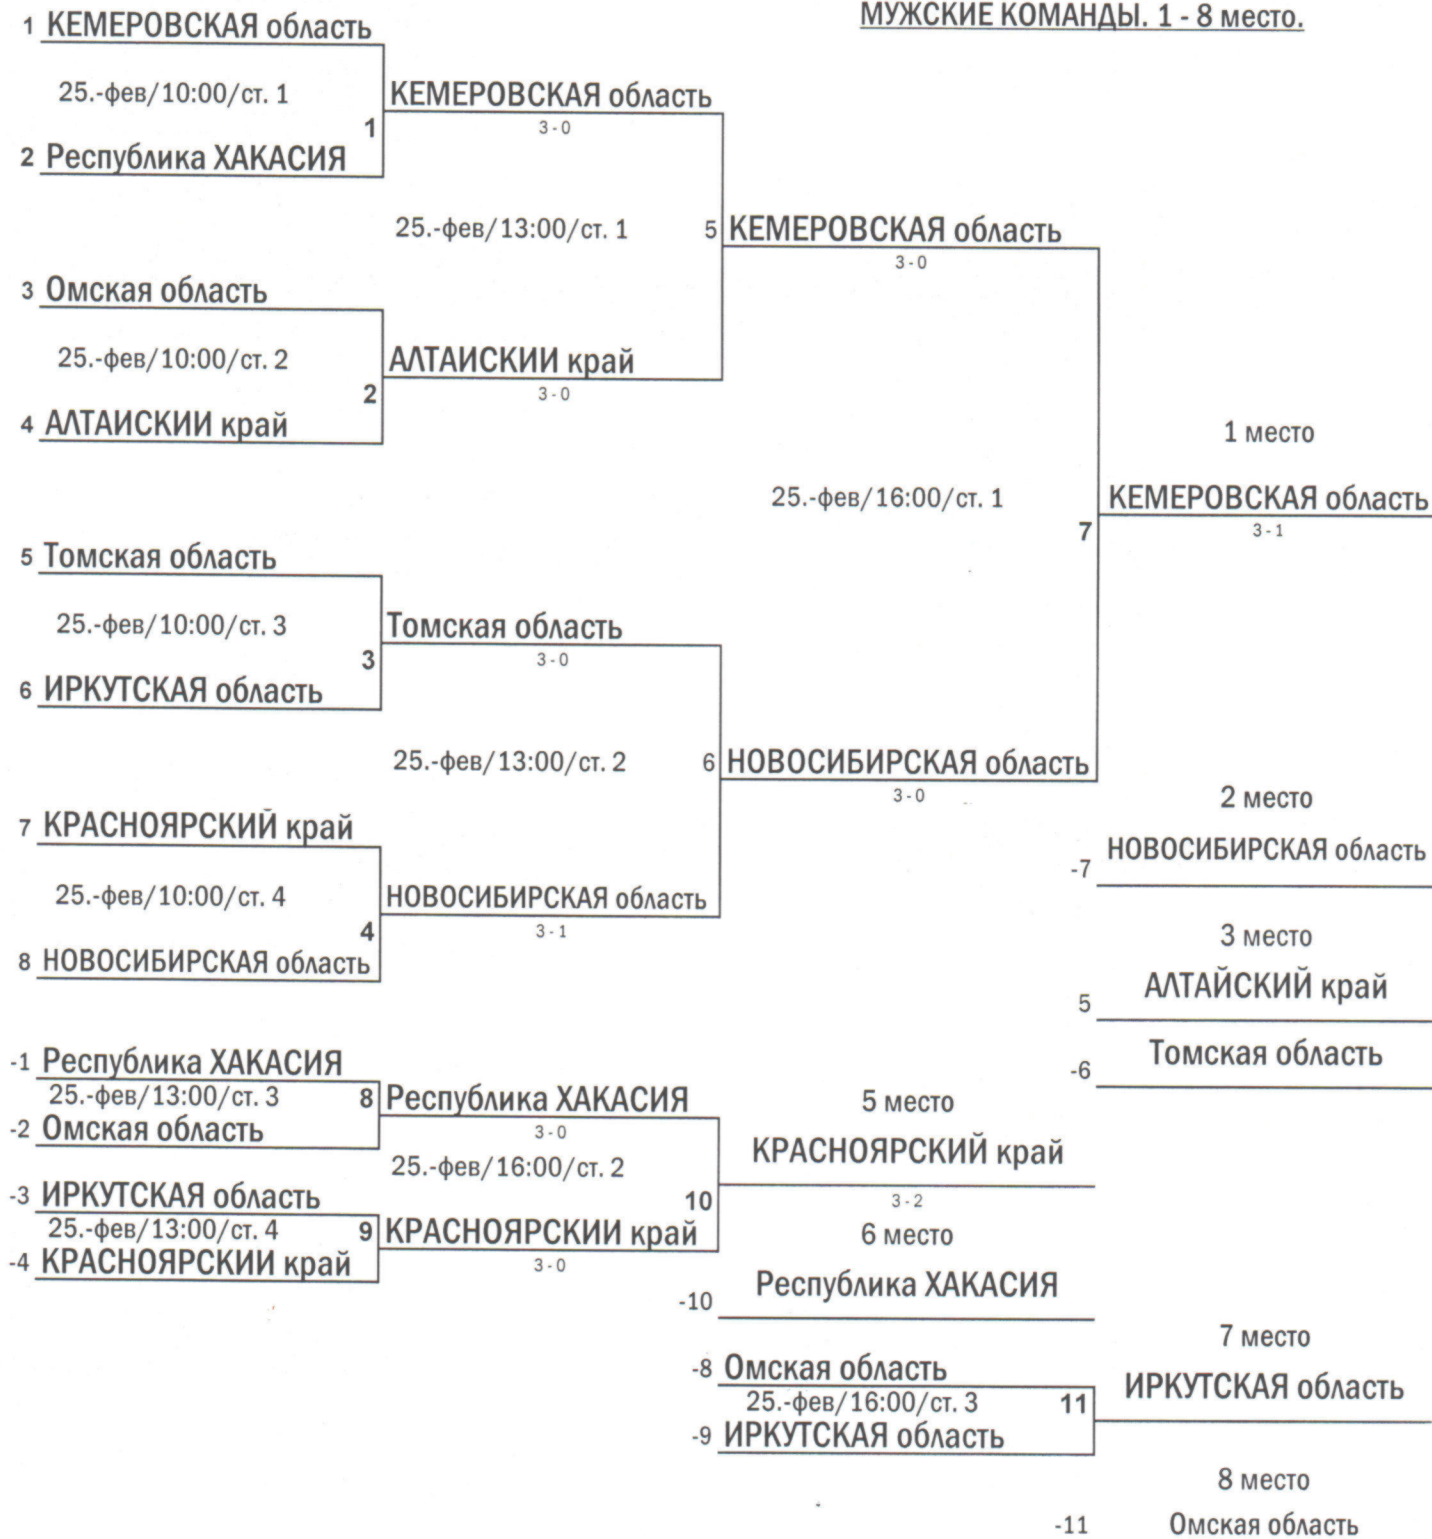 МУЖСКИЕ КОМАНДЫ. 1 - 8 место.
1 КЕМЕРОВСКАЯ область
25.-фев/10:00/ст. 1
1
КЕМЕРОВСКАЯ область
3 - 0
2 Республика ХАКАСИЯ
25.-фев/13:00/ст. 1
5 КЕМЕРОВСКАЯ область
3 - 0
3 Омская область
25.-фев/10:00/ст. 2
2
АЛТАИСКИИ край
3 - 0
4 АЛТАИСКИИ край
1 место
25.-фев/16:00/ст. 1
7
КЕМЕРОВСКАЯ область
3 - 1
5 Томская область
25.-фев/10:00/ст. 3
3
Томская область
3 - 0
6 ИРКУТСКАЯ область
25.-фев/13:00/ст. 2
6 НОВОСИБИРСКАЯ область
3 - 0
2 место
-7 НОВОСИБИРСКАЯ область
7 КРАСНОЯРСКИЙ край
25.-фев/10:00/ст. 4
4
НОВОСИБИРСКАЯ область
3 - 1
8 НОВОСИБИРСКАЯ область
3 место
5 АЛТАЙСКИЙ край
-6 Томская область
-1 Республика ХАКАСИЯ
25.-фев/13:00/ст. 3
8 Республика ХАКАСИЯ
3 - 0
-2 Омская область
25.-фев/16:00/ст. 2
10
5 место
КРАСНОЯРСКИЙ край
3 - 2
-3 ИРКУТСКАЯ область
25.-фев/13:00/ст. 4
9 КРАСНОЯРСКИИ край
3 - 0
-4 КРАСНОЯРСКИИ край
6 место
-10 Республика ХАКАСИЯ
7 место
-8 Омская область
25.-фев/16:00/ст. 3
11
ИРКУТСКАЯ область
-9 ИРКУТСКАЯ область
8 место
-11 Омская область